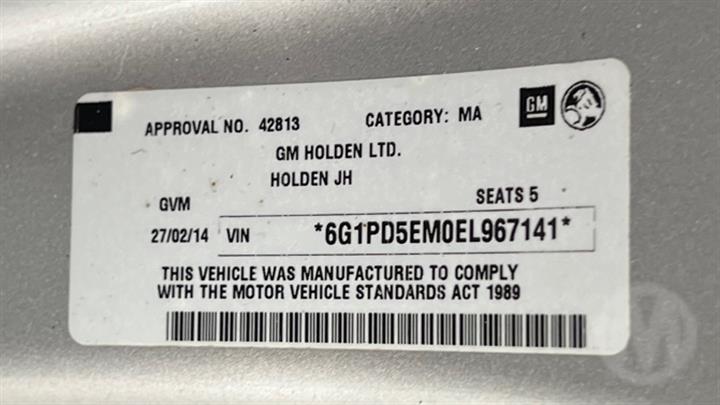 APPROVAL NO. 42813 CATEGORY: MA GM
GM HOLDEN LTD.
HOLDEN JH
GVM SEATS 5
27/02/14 VIN *6G1PD5EM0EL967141*
THIS VEHICLE WAS MANUFACTURED TO COMPLY
WITH THE MOTOR VEHICLE STANDARDS ACT 1989
M